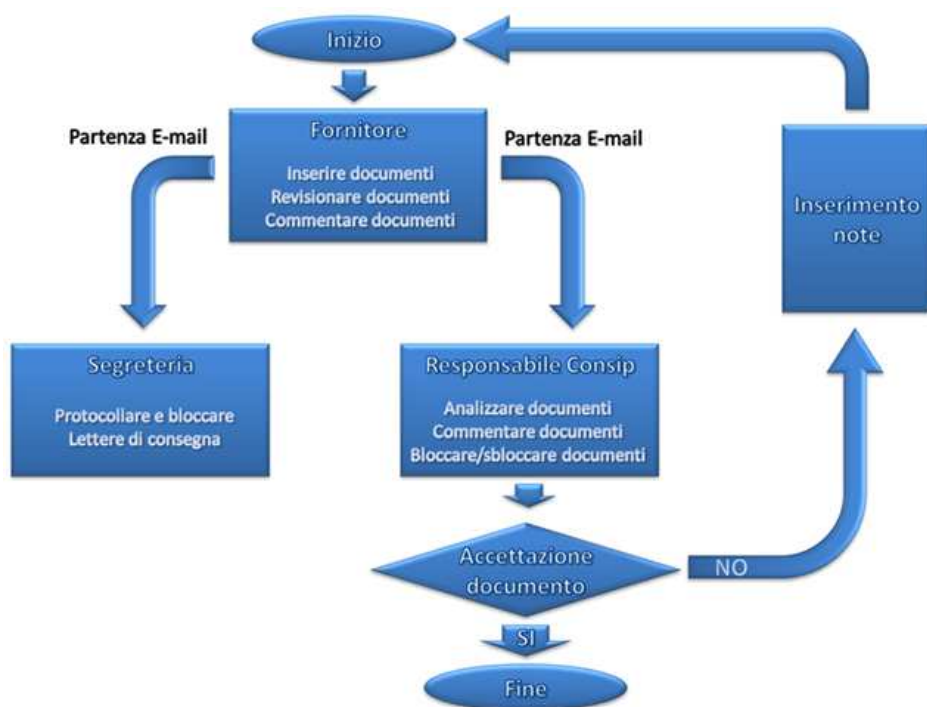 Inizio
Fornitore
Inserire documenti
Revisionare documenti
Commentare documenti
Partenza E-mail
Partenza E-mail
Inserimento
note
Segreteria
Protocollare e bloccare
Lettere di consegna
Responsabile Consip
Analizzare documenti
Commentare documenti
Bloccare/sbloccare documenti
Accettazione
documento
NO
SI
Fine